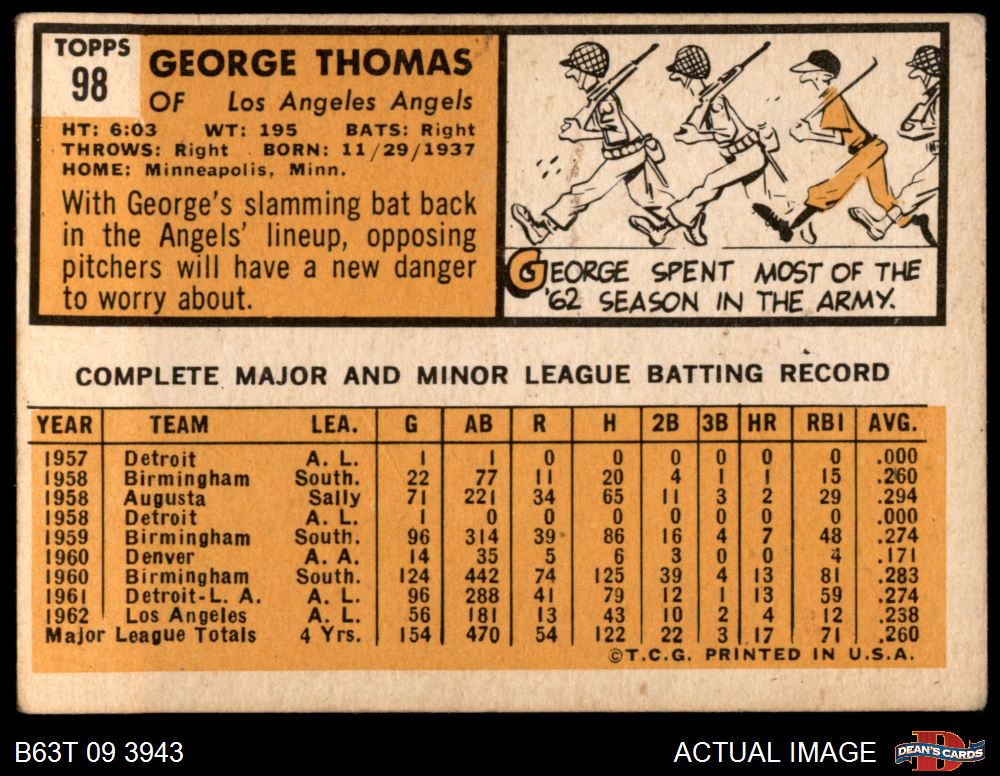 TOPPS
98
GEORGE THOMAS
OF Los Angeles Angels
HT: 6:03 WT: 195 BATS: Right
THROWS: Right BORN: 11/29/1937
HOME: Minneapolis, Minn.
With George's slamming bat back
in the Angels' lineup, opposing
pitchers will have a new danger
to worry about.
GEORGE SPENT MOST OF THE
'62 SEASON IN THE ARMY.
COMPLETE MAJOR AND MINOR LEAGUE BATTING RECORD
YEAR TEAM LEA. G AB R H 2B 3B HR RBI AVG.
1957 Detroit A. L. 1 1 0 0 0 0 0 0 .000
1958 Birmingham South. 22 77 11 20 4 1 1 15 .260
1958 Augusta Sally 71 221 34 65 11 3 2 29 .294
1958 Detroit A. L. 1 0 0 0 0 0 0 0 .000
1959 Birmingham South. 96 314 39 86 16 4 7 48 .274
1960 Denver A. A. 14 35 5 6 3 0 0 4 .171
1960 Birmingham South. 124 442 74 125 39 4 13 81 .283
1961 Detroit-L. A. A. L. 96 288 41 79 12 1 13 59 .274
1962 Los Angeles A. L. 56 181 13 43 10 2 4 12 .238
Major League Totals 4 Yrs. 154 470 54 122 22 3 17 71 .260
©T.C.G. PRINTED IN U.S.A.
B63T 09 3943
ACTUAL IMAGE
DEAN'S CARDS